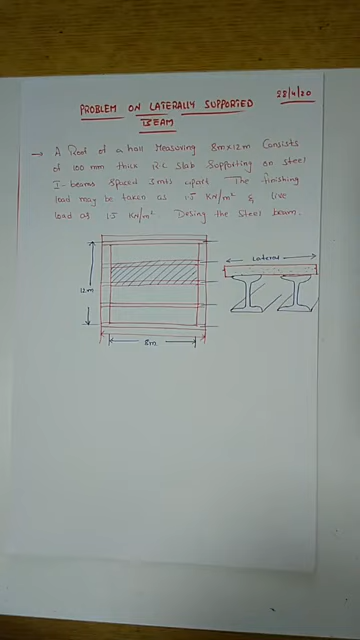 28/4/20
PROBLEM ON LATERALLY SUPPORTED
BEAM
→ A Roof of a hall Measuring 8m×12m Consists
of 100 mm thick R.C Slab Supporting on steel
I-beams Spaced 3mts apart. The finishing
load may be taken as 1.5 KN/m² & live
load as 1.5 KN/m². Desing the Steel beam.
Lateral
12m
8m